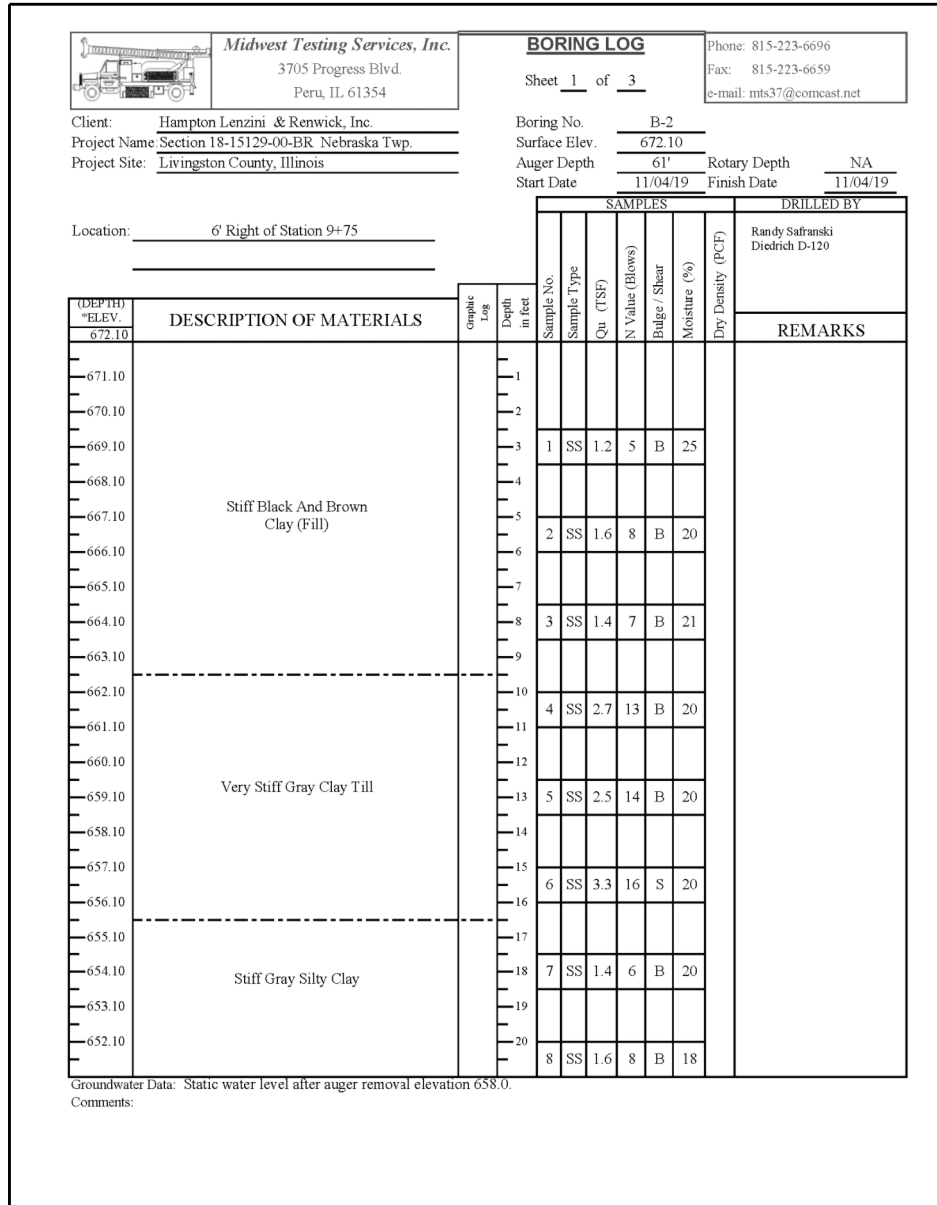 Midwest Testing Services, Inc.
3705 Progress Blvd.
Peru, IL 61354
BORING LOG
Sheet 1 of 3
Phone: 815-223-6696
Fax: 815-223-6659
e-mail: mts37@comcast.net
Client: Hampton Lenzini & Renwick, Inc.
Project Name: Section 18-15129-00-BR Nebraska Twp.
Project Site: Livingston County, Illinois
Boring No. B-2
Surface Elev. 672.10
Auger Depth 61' Rotary Depth NA
Start Date 11/04/19 Finish Date 11/04/19
Location: 6' Right of Station 9+75
SAMPLES
DRILLED BY
Randy Safranski
Diedrich D-120
(DEPTH)
*ELEV.
672.10
DESCRIPTION OF MATERIALS
Graphic
Log
Depth
in feet
Sample No.
Sample Type
Qu (TSF)
N Value (Blows)
Bulge / Shear
Moisture (%)
Dry Density (PCF)
REMARKS
671.10 1
670.10 2
669.10 3 1 SS 1.2 5 B 25
668.10 4
Stiff Black And Brown
Clay (Fill)
667.10 5
2 SS 1.6 8 B 20
666.10 6
665.10 7
664.10 8 3 SS 1.4 7 B 21
663.10 9
662.10 10
4 SS 2.7 13 B 20
661.10 11
660.10 12
Very Stiff Gray Clay Till
659.10 13 5 SS 2.5 14 B 20
658.10 14
657.10 15
6 SS 3.3 16 S 20
656.10 16
655.10 17
654.10 Stiff Gray Silty Clay 18 7 SS 1.4 6 B 20
653.10 19
652.10 20
8 SS 1.6 8 B 18
Groundwater Data: Static water level after auger removal elevation 658.0.
Comments: